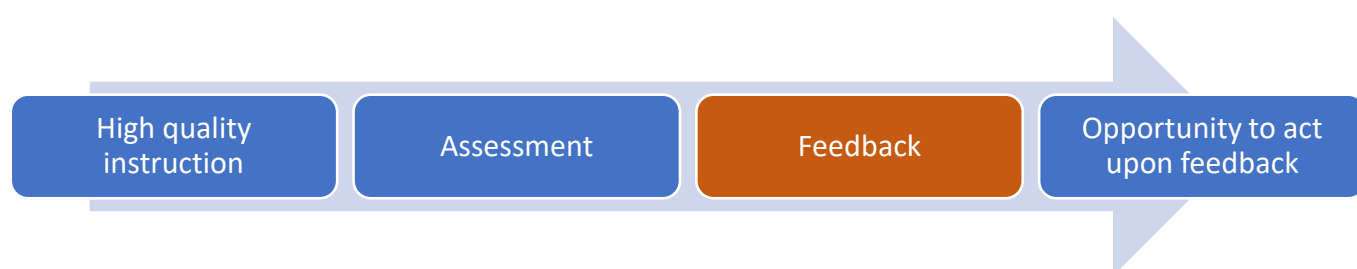 High quality
instruction
Assessment
Feedback
Opportunity to act
upon feedback